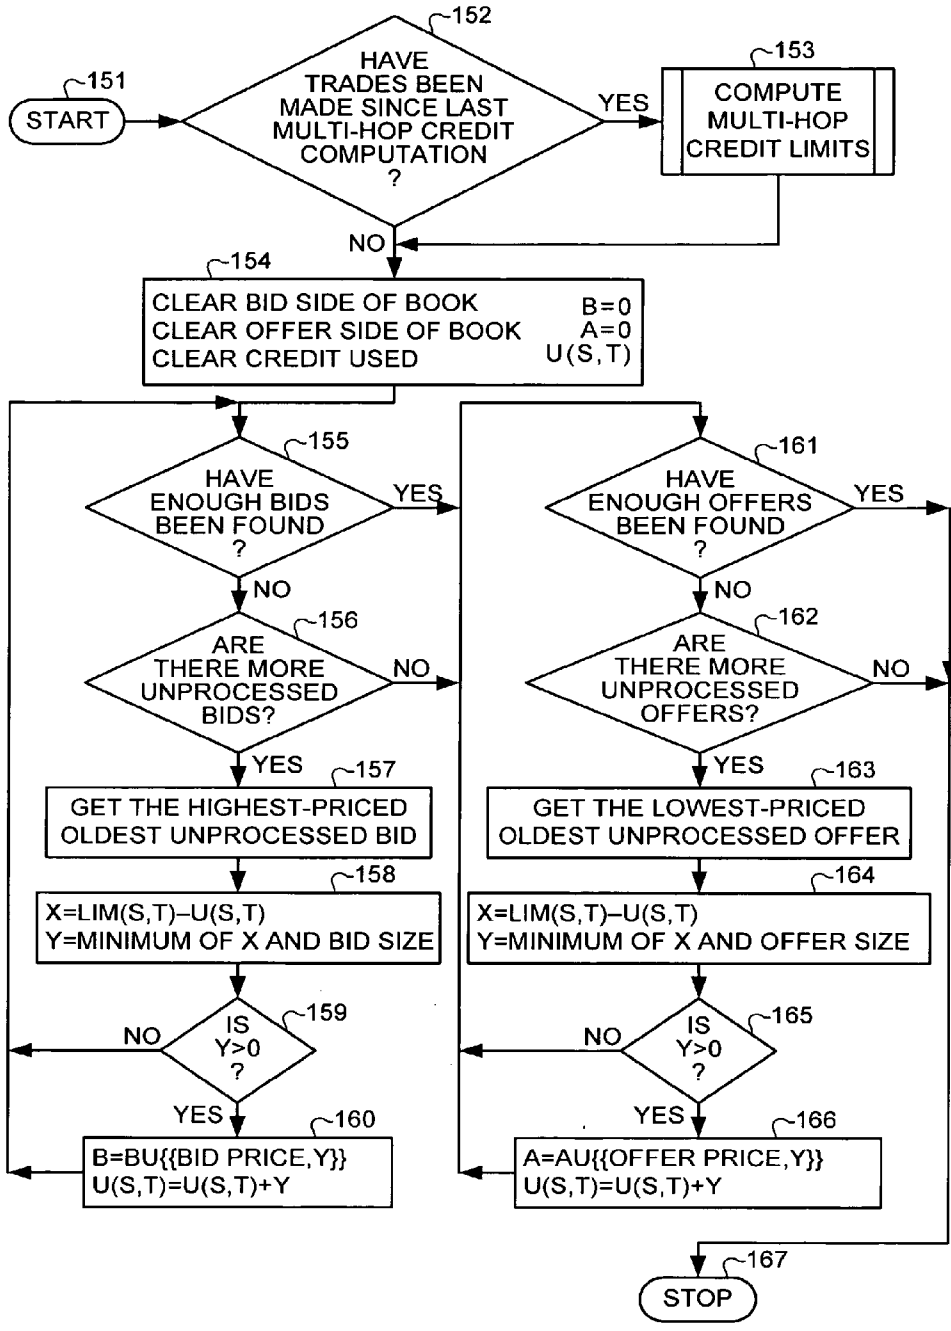 152
HAVE
TRADES BEEN
MADE SINCE LAST
MULTI-HOP CREDIT
COMPUTATION
?
151
START
YES
153
COMPUTE
MULTI-HOP
CREDIT LIMITS
NO
154
CLEAR BID SIDE OF BOOK B=0
CLEAR OFFER SIDE OF BOOK A=0
CLEAR CREDIT USED U(S,T)
155
HAVE
ENOUGH BIDS
BEEN FOUND
?
YES
NO
156
ARE
THERE MORE
UNPROCESSED
BIDS?
NO
YES
157
GET THE HIGHEST-PRICED
OLDEST UNPROCESSED BID
158
X=LIM(S,T)–U(S,T)
Y=MINIMUM OF X AND BID SIZE
159
IS
Y>0
?
NO
YES
160
B=BU{{BID PRICE,Y}}
U(S,T)=U(S,T)+Y
161
HAVE
ENOUGH OFFERS
BEEN FOUND
?
YES
NO
162
ARE
THERE MORE
UNPROCESSED
OFFERS?
NO
YES
163
GET THE LOWEST-PRICED
OLDEST UNPROCESSED OFFER
164
X=LIM(S,T)–U(S,T)
Y=MINIMUM OF X AND OFFER SIZE
165
IS
Y>0
?
NO
YES
166
A=AU{{OFFER PRICE,Y}}
U(S,T)=U(S,T)+Y
167
STOP